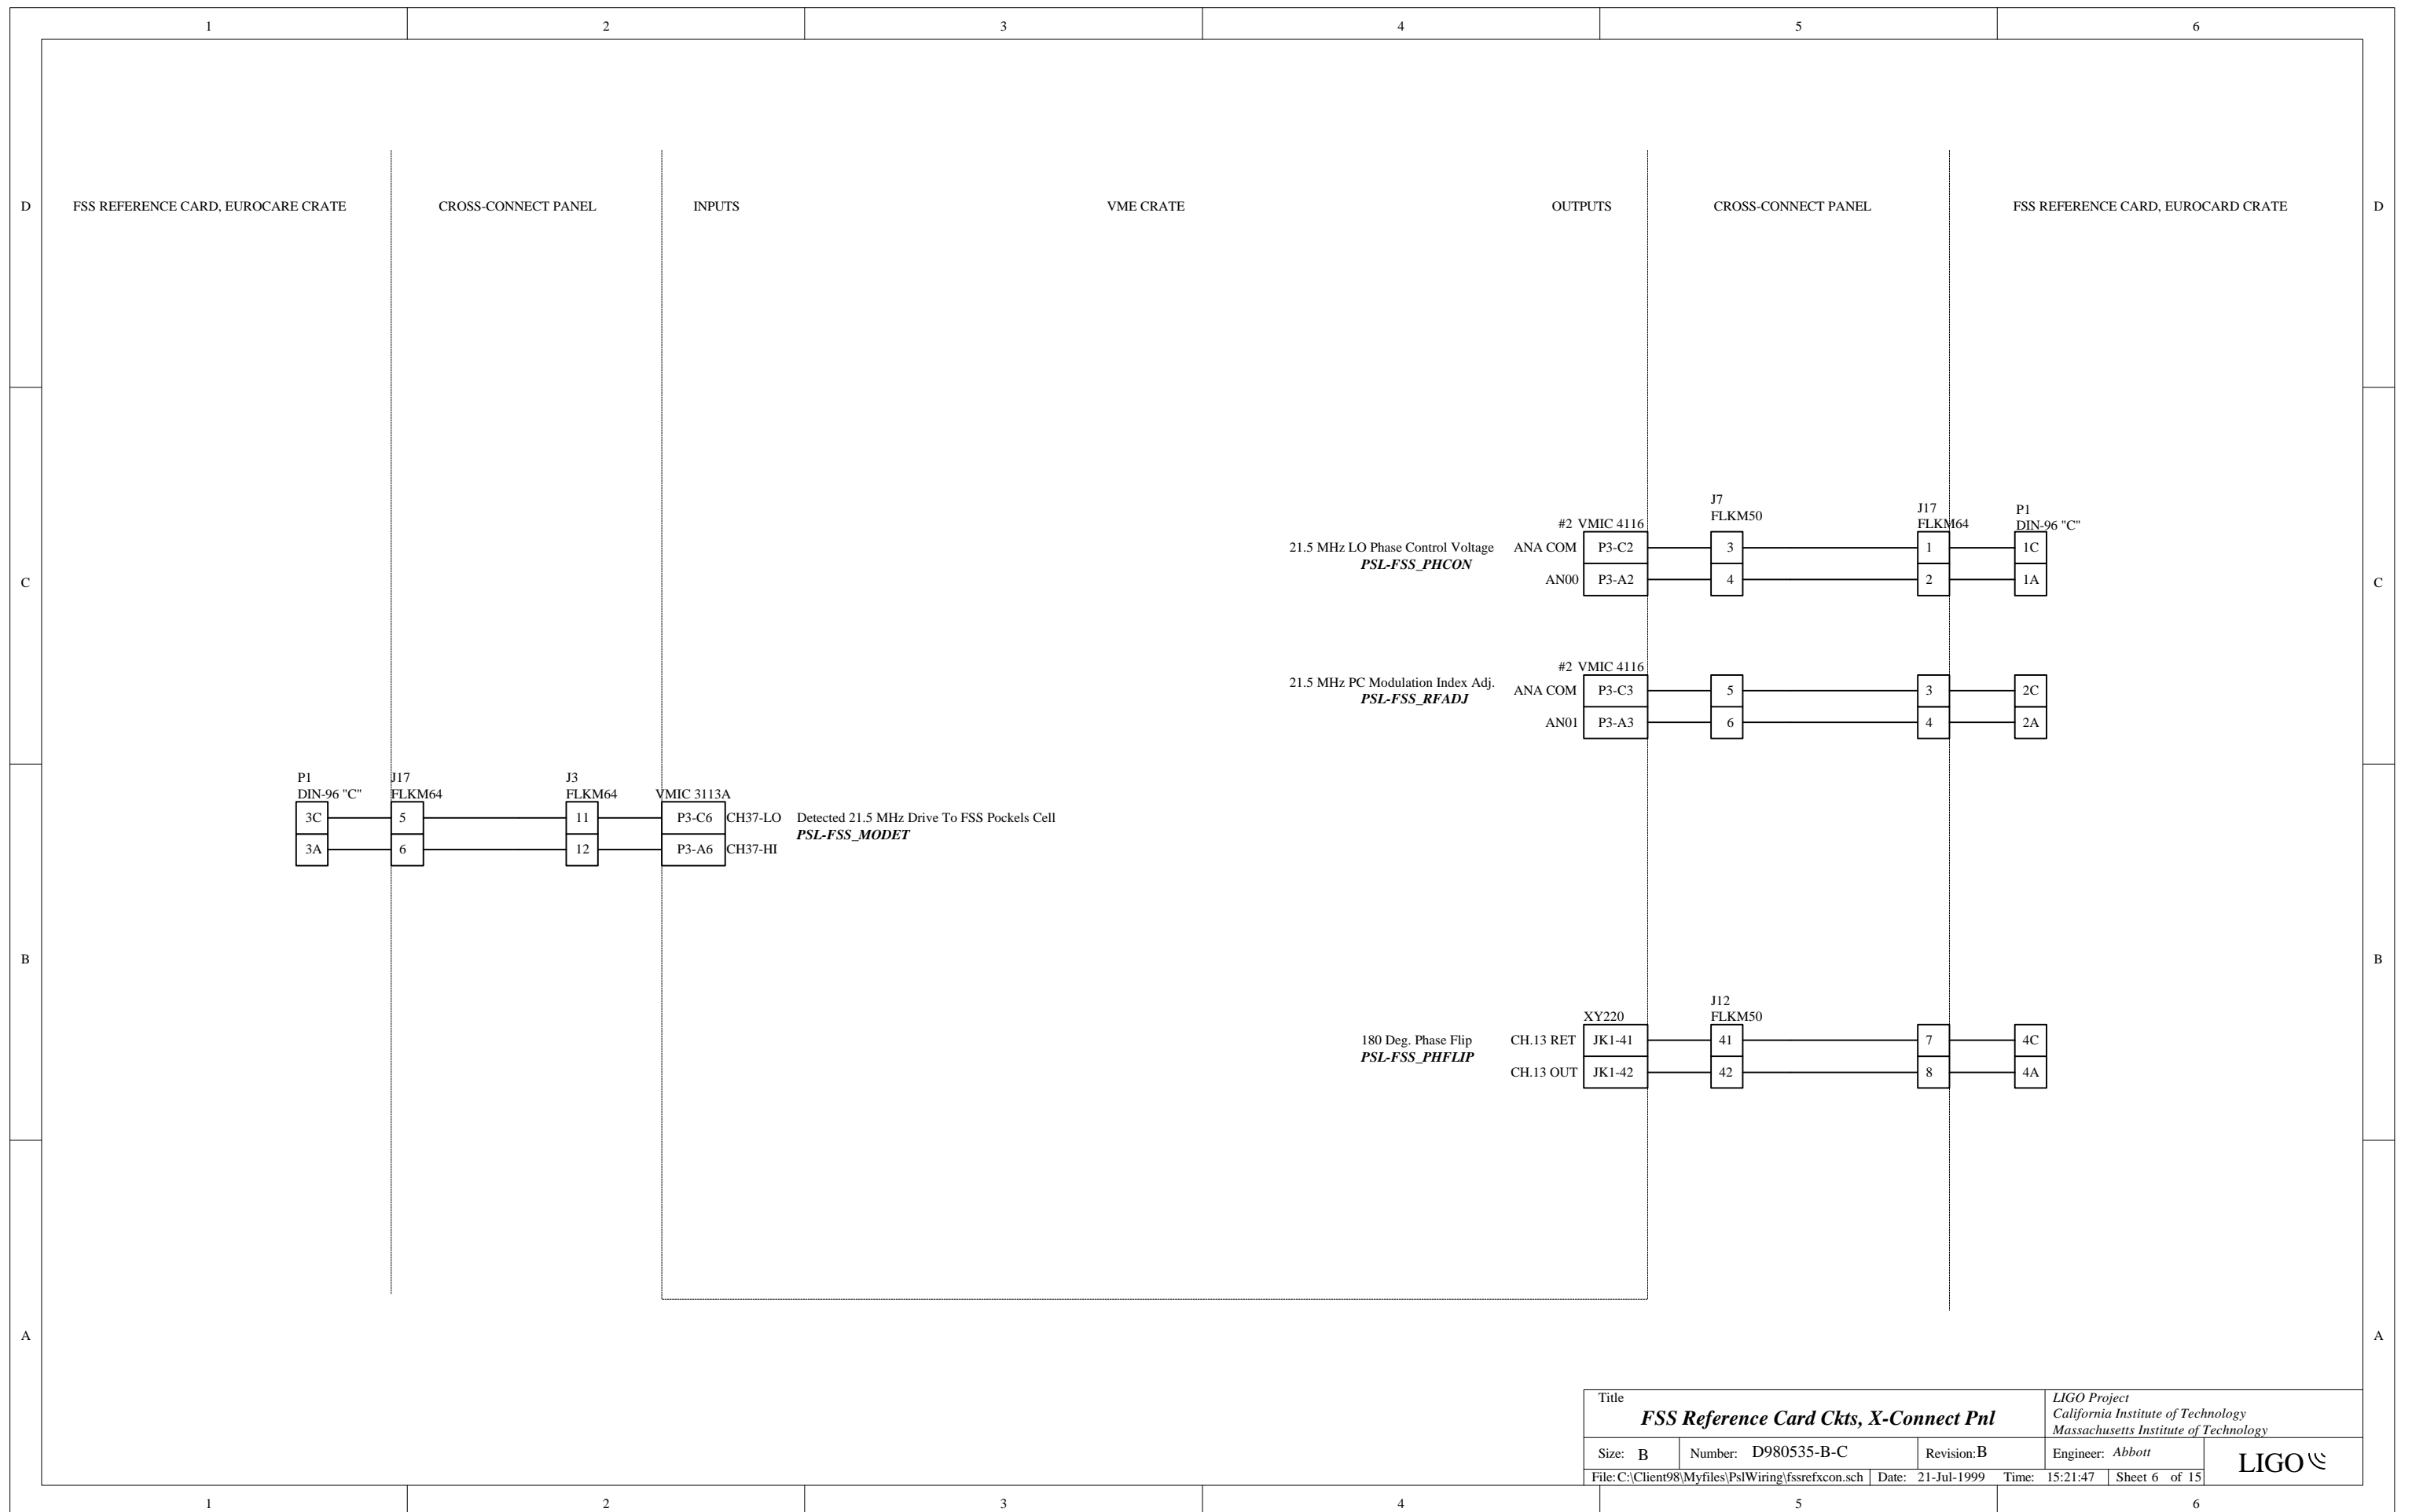 1 2 3 4 5 6
D FSS REFERENCE CARD, EUROCARE CRATE CROSS-CONNECT PANEL INPUTS VME CRATE OUTPUTS CROSS-CONNECT PANEL FSS REFERENCE CARD, EUROCARD CRATE D
J7
FLKM50
J17
FLKM64
P1
DIN-96 "C"
#2 VMIC 4116
21.5 MHz LO Phase Control Voltage ANA COM P3-C2 3 1 1C
PSL-FSS_PHCON
AN00 P3-A2 4 2 1A
C C
#2 VMIC 4116
21.5 MHz PC Modulation Index Adj. ANA COM P3-C3 5 3 2C
PSL-FSS_RFADJ
AN01 P3-A3 6 4 2A
P1
DIN-96 "C"
J17
FLKM64
J3
FLKM64
VMIC 3113A
3C 5 11 P3-C6 CH37-LO Detected 21.5 MHz Drive To FSS Pockels Cell
PSL-FSS_MODET
3A 6 12 P3-A6 CH37-HI
B B
J12
FLKM50
XY220
180 Deg. Phase Flip CH.13 RET JK1-41 41 7 4C
PSL-FSS_PHFLIP
CH.13 OUT JK1-42 42 8 4A
A A
Title
FSS Reference Card Ckts, X-Connect Pnl
LIGO Project
California Institute of Technology
Massachusetts Institute of Technology
Size: B Number: D980535-B-C Revision: B Engineer: Abbott
LIGO
File: C:\Client98\Myfiles\PslWiring\fssrefxcon.sch Date: 21-Jul-1999 Time: 15:21:47 Sheet 6 of 15
1 2 3 4 5 6